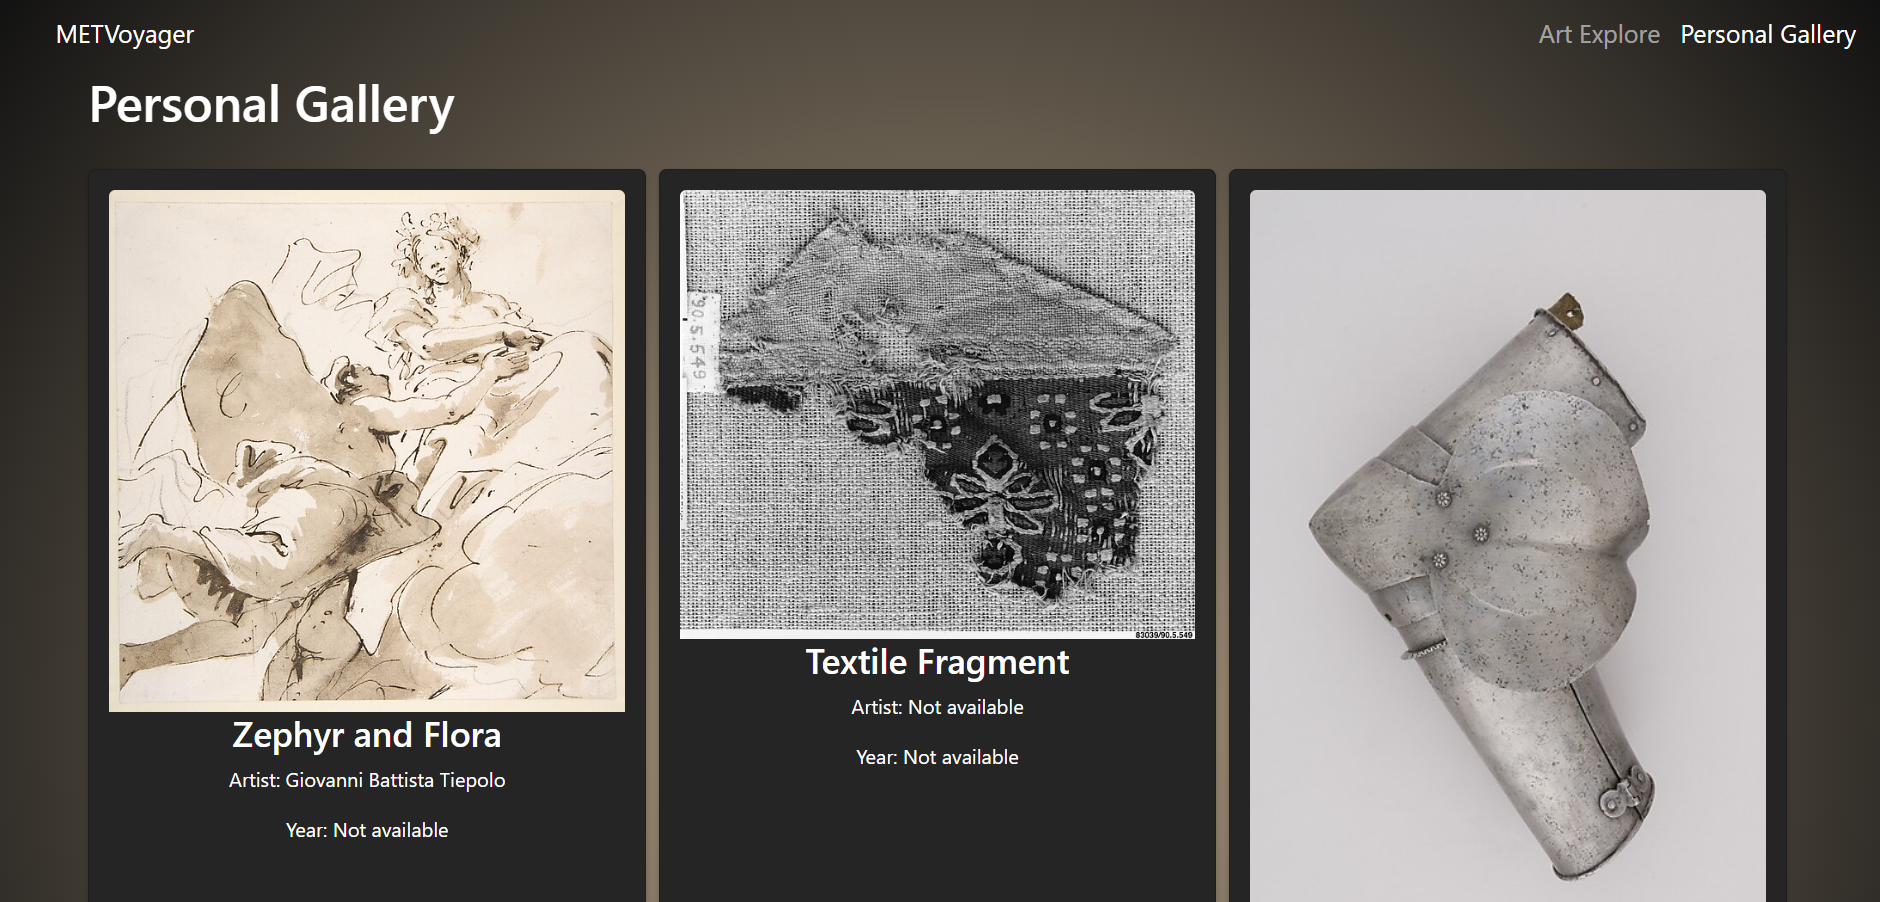 METVoyager
Art Explore
Personal Gallery
Personal Gallery
90.5.549
83039/90.5.549
Zephyr and Flora
Artist: Giovanni Battista Tiepolo
Year: Not available
Textile Fragment
Artist: Not available
Year: Not available